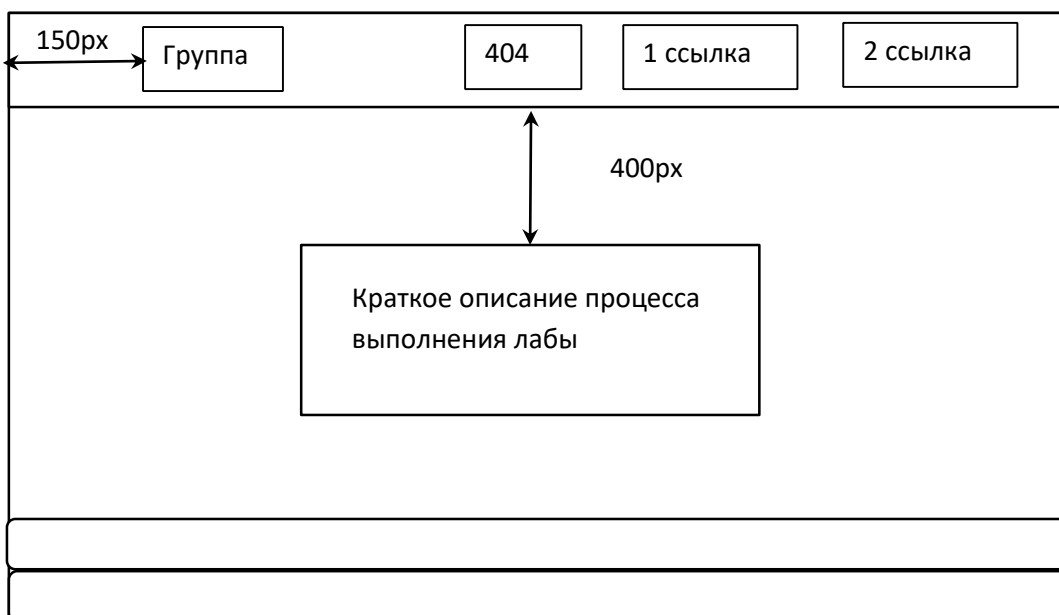 150px
Группа
404
1 ссылка
2 ссылка
400px
Краткое описание процесса
выполнения лабы